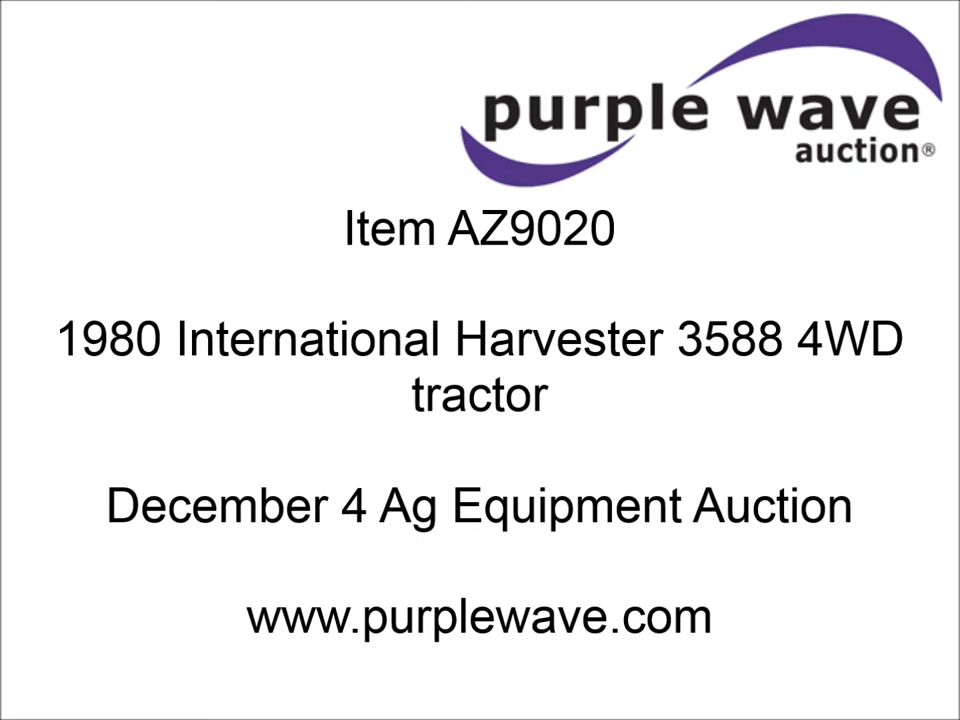 purple wave
auction®
Item AZ9020
1980 International Harvester 3588 4WD
tractor
December 4 Ag Equipment Auction
www.purplewave.com